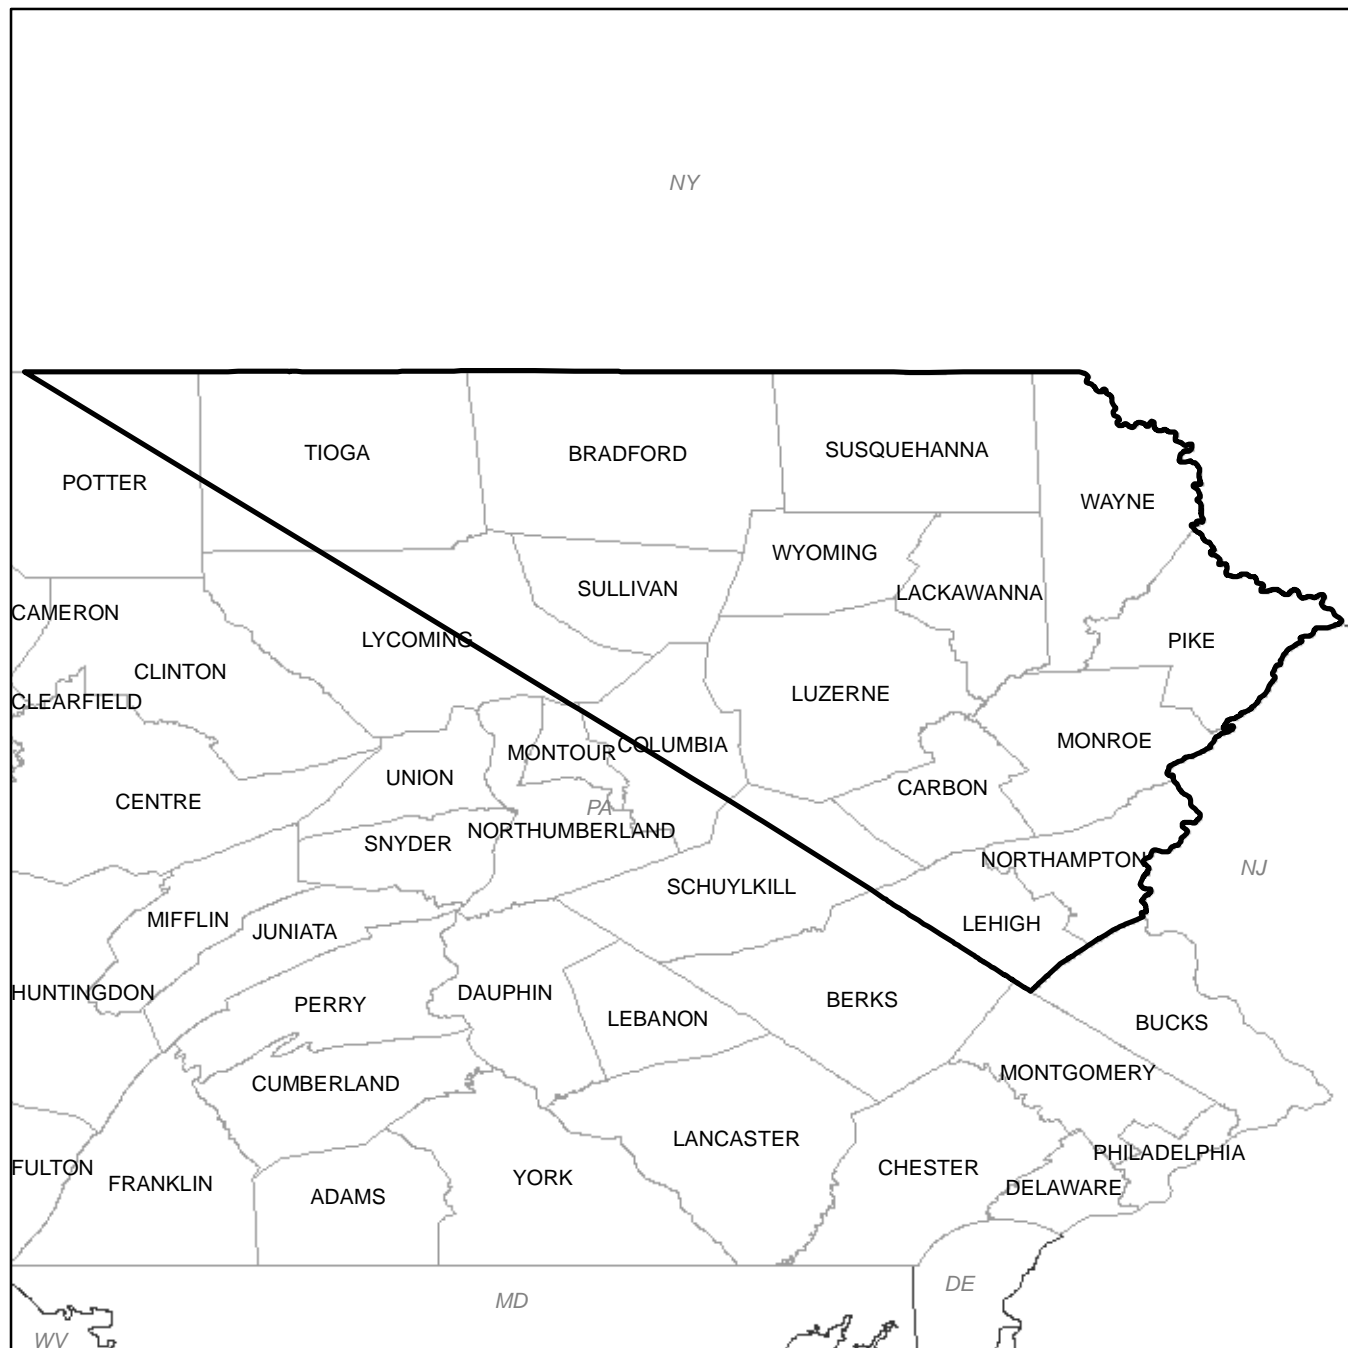 NY
TIOGA
BRADFORD
SUSQUEHANNA
POTTER
WAYNE
WYOMING
SULLIVAN
LACKAWANNA
CAMERON
LYCOMING
PIKE
CLINTON
LUZERNE
CLEARFIELD
MONROE
COLUMBIA
MONTOUR
UNION
CARBON
CENTRE
PA
NORTHUMBERLAND
SNYDER
NORTHAMPTON
NJ
SCHUYLKILL
MIFFLIN
LEHIGH
JUNIATA
HUNTINGDON
DAUPHIN
BERKS
PERRY
LEBANON
BUCKS
MONTGOMERY
CUMBERLAND
LANCASTER
PHILADELPHIA
FULTON
CHESTER
YORK
FRANKLIN
DELAWARE
ADAMS
DE
MD
WV